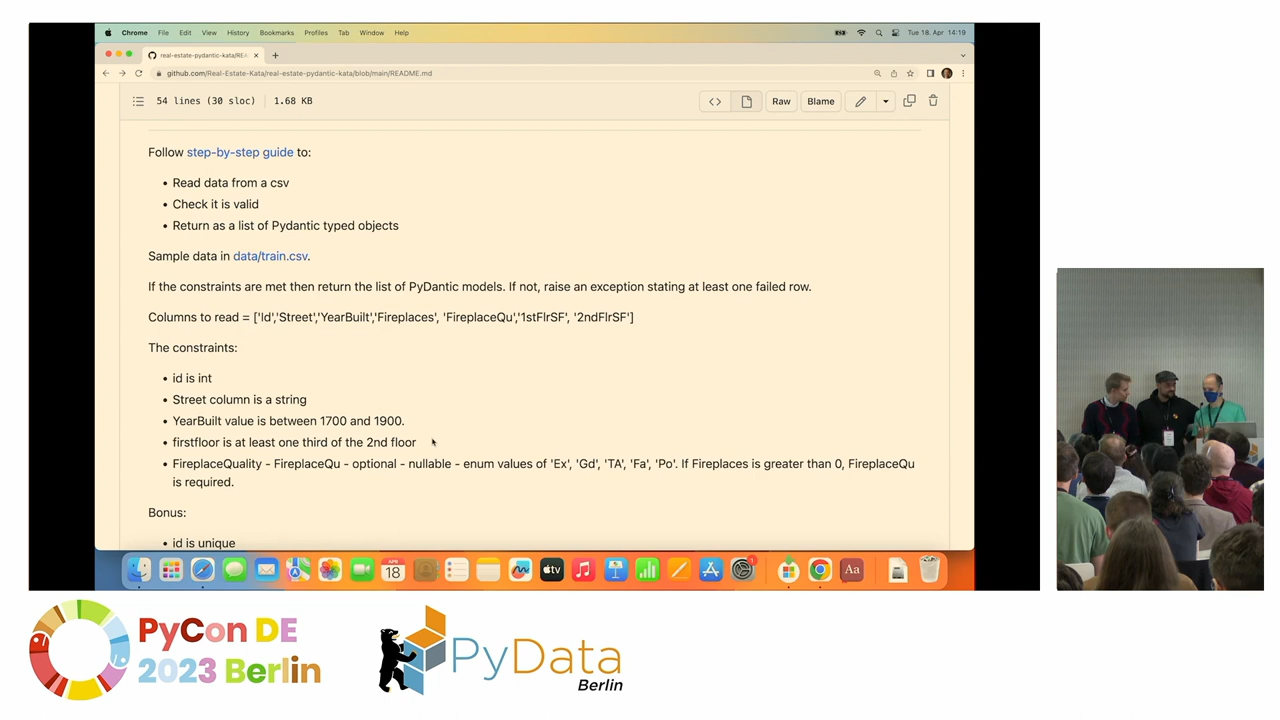 Chrome File Edit View History Bookmarks Profiles Tab Window Help Tue 18. Apr 14:19
real-estate-pydantic-kata/REA
github.com/Real-Estate-Kata/real-estate-pydantic-kata/blob/main/README.md
54 lines (30 sloc) 1.68 KB Raw Blame
Follow step-by-step guide to:
• Read data from a csv
• Check it is valid
• Return as a list of Pydantic typed objects
Sample data in data/train.csv.
If the constraints are met then return the list of PyDantic models. If not, raise an exception stating at least one failed row.
Columns to read = ['Id','Street','YearBuilt','Fireplaces', 'FireplaceQu','1stFlrSF', '2ndFlrSF']
The constraints:
• id is int
• Street column is a string
• YearBuilt value is between 1700 and 1900.
• firstfloor is at least one third of the 2nd floor
• FireplaceQuality - FireplaceQu - optional - nullable - enum values of 'Ex', 'Gd', 'TA', 'Fa', 'Po'. If Fireplaces is greater than 0, FireplaceQu
is required.
Bonus:
• id is unique
APR
18
tv
Aa
PyCon DE
2023 Berlin
PyData
Berlin